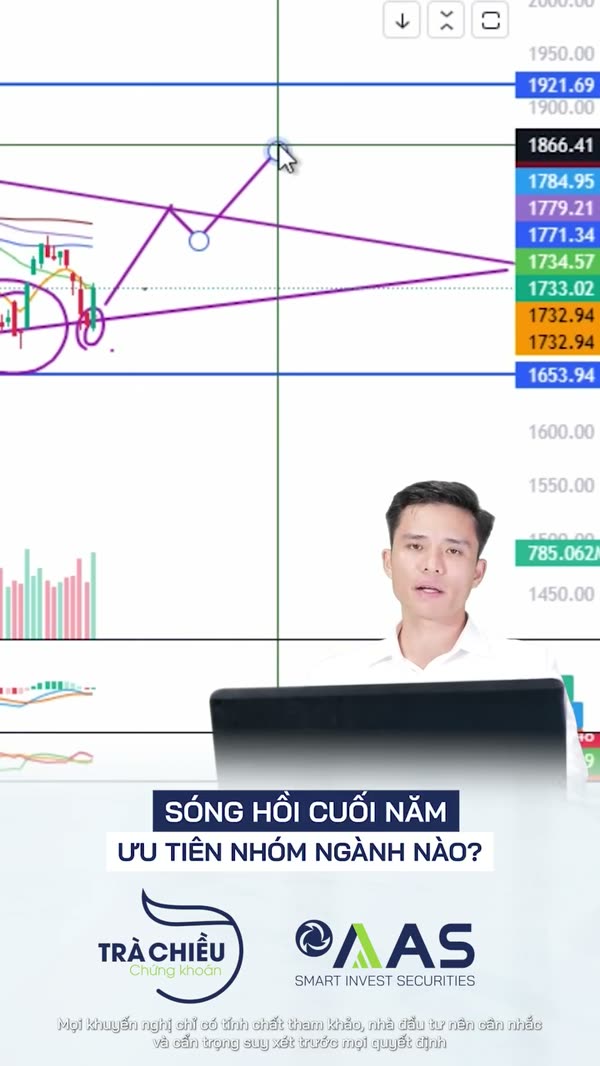 2000.00
1950.00
1921.69
1900.00
1866.41
1784.95
1779.21
1771.34
1734.57
1733.02
1732.94
1732.94
1653.94
1600.00
1550.00
785.062
1450.00
SÓNG HỒI CUỐI NĂM
ƯU TIÊN NHÓM NGÀNH NÀO?
TRÀ CHIỀU
Chứng khoán
AAS
SMART INVEST SECURITIES
Mọi khuyến nghị chỉ có tính chất tham khảo, nhà đầu tư nên cân nhắc
và cẩn trọng suy xét trước mọi quyết định